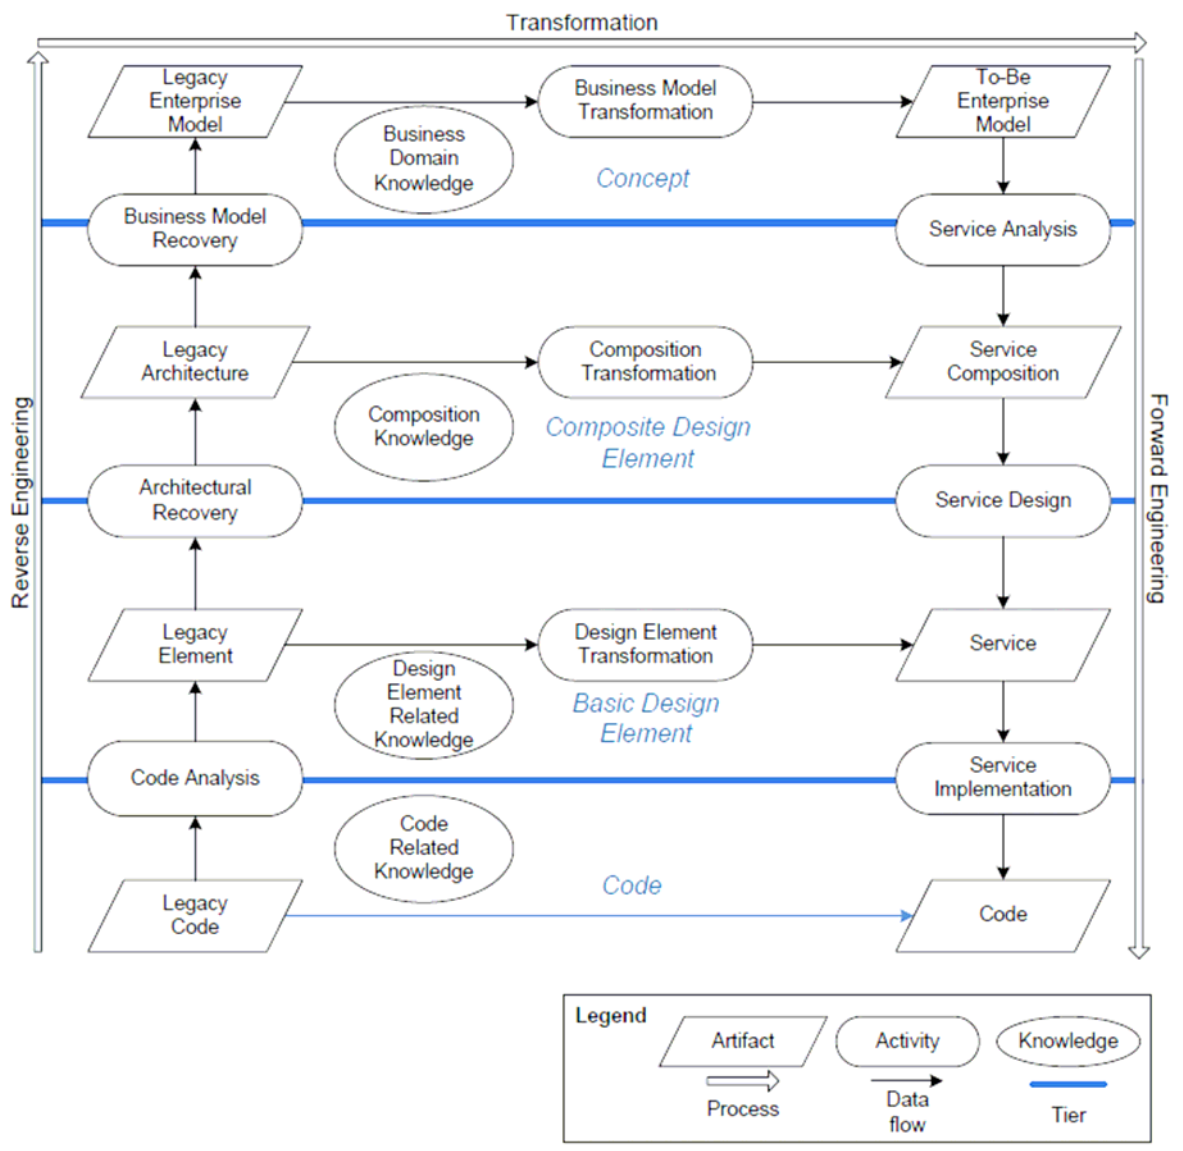 Transformation
Legacy
Enterprise
Model
Business Model
Transformation
To-Be
Enterprise
Model
Business
Domain
Knowledge
Concept
Business Model
Recovery
Service Analysis
Legacy
Architecture
Composition
Transformation
Service
Composition
Composition
Knowledge
Composite Design
Element
Reverse Engineering
Forward Engineering
Architectural
Recovery
Service Design
Legacy
Element
Design Element
Transformation
Service
Design
Element
Related
Knowledge
Basic Design
Element
Code Analysis
Service
Implementation
Code
Related
Knowledge
Code
Legacy
Code
Code
Legend
Artifact
Activity
Knowledge
Process
Data
flow
Tier